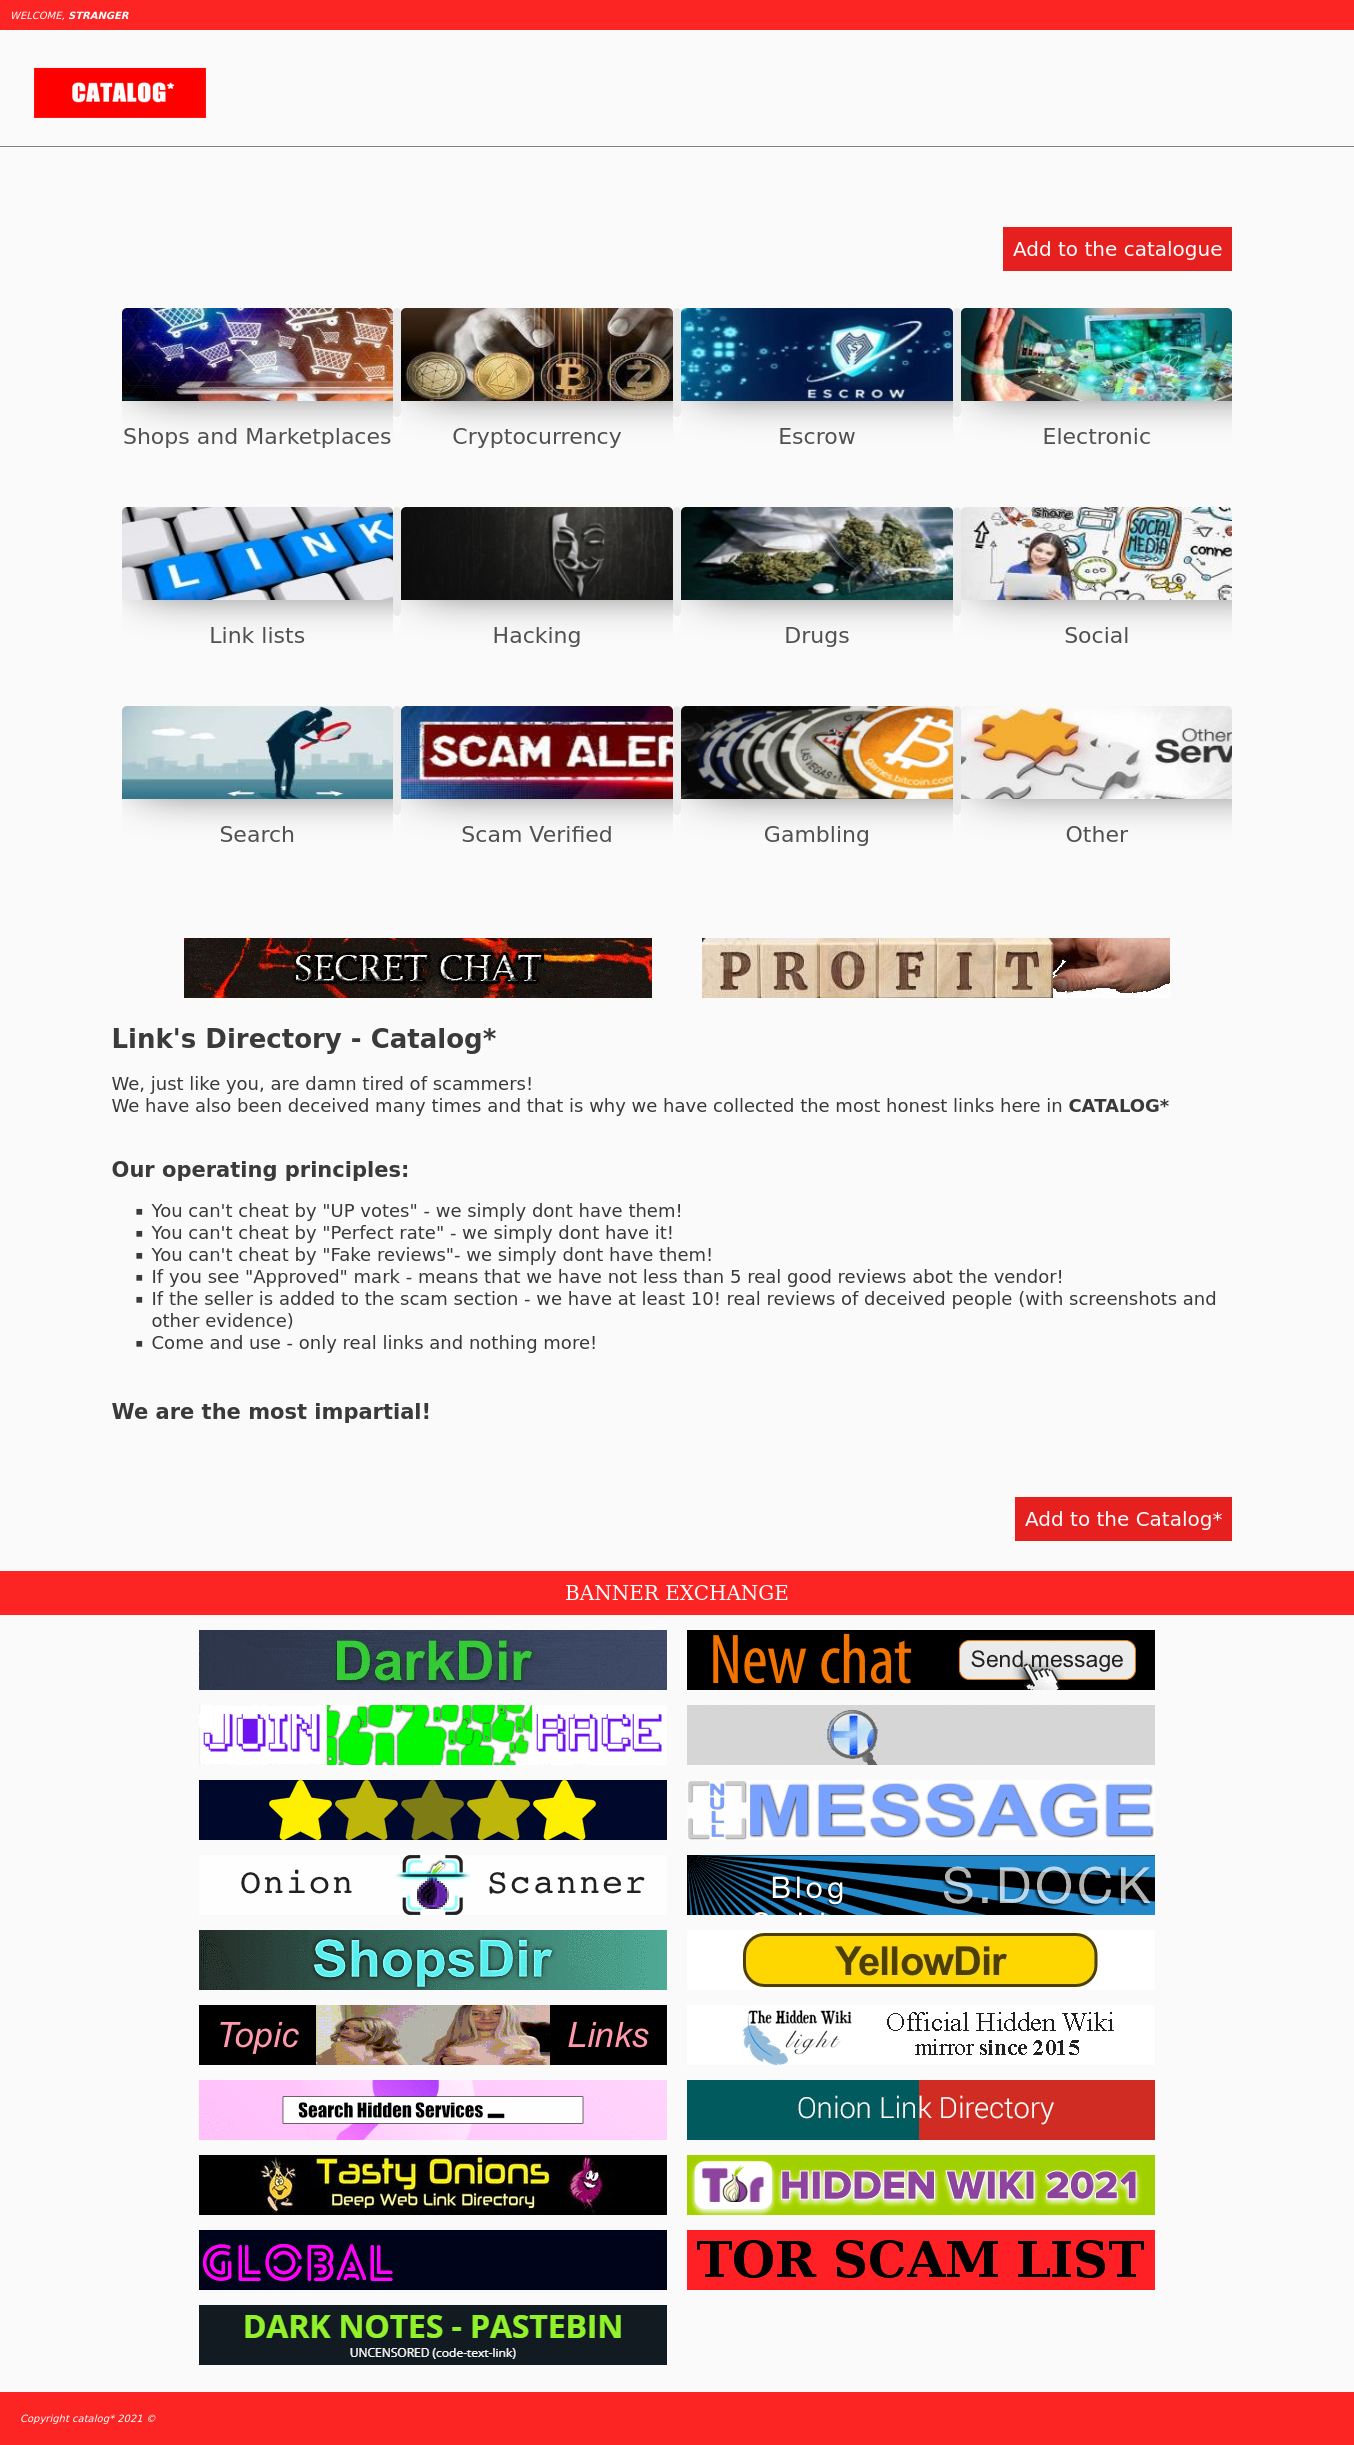 WELCOME, STRANGER
CATALOG*
Add to the catalogue
ESCROW
Shops and Marketplaces
Cryptocurrency
Escrow
Electronic
LINK
Share
SOCIAL
MEDIA
conne
Link lists
Hacking
Drugs
Social
SCAM ALER
LAS VEGAS
games.bitcoin.com
Other
Serv
Search
Scam Verified
Gambling
Other
SECRET CHAT
PROFIT
Link's Directory - Catalog*
We, just like you, are damn tired of scammers!
We have also been deceived many times and that is why we have collected the most honest links here in CATALOG*
Our operating principles:
You can't cheat by "UP votes" - we simply dont have them!
You can't cheat by "Perfect rate" - we simply dont have it!
You can't cheat by "Fake reviews"- we simply dont have them!
If you see "Approved" mark - means that we have not less than 5 real good reviews abot the vendor!
If the seller is added to the scam section - we have at least 10! real reviews of deceived people (with screenshots and
other evidence)
Come and use - only real links and nothing more!
We are the most impartial!
Add to the Catalog*
BANNER EXCHANGE
DarkDir
New chat Send message
JOIN RACE
NULL MESSAGE
Onion Scanner
Blog S.DOCK
ShopsDir
YellowDir
Topic Links
The Hidden Wiki
light
Official Hidden Wiki
mirror since 2015
Search Hidden Services
Onion Link Directory
Tasty Onions
Deep Web Link Directory
Tor HIDDEN WIKI 2021
GLOBAL
TOR SCAM LIST
DARK NOTES - PASTEBIN
UNCENSORED (code-text-link)
Copyright catalog* 2021 ©